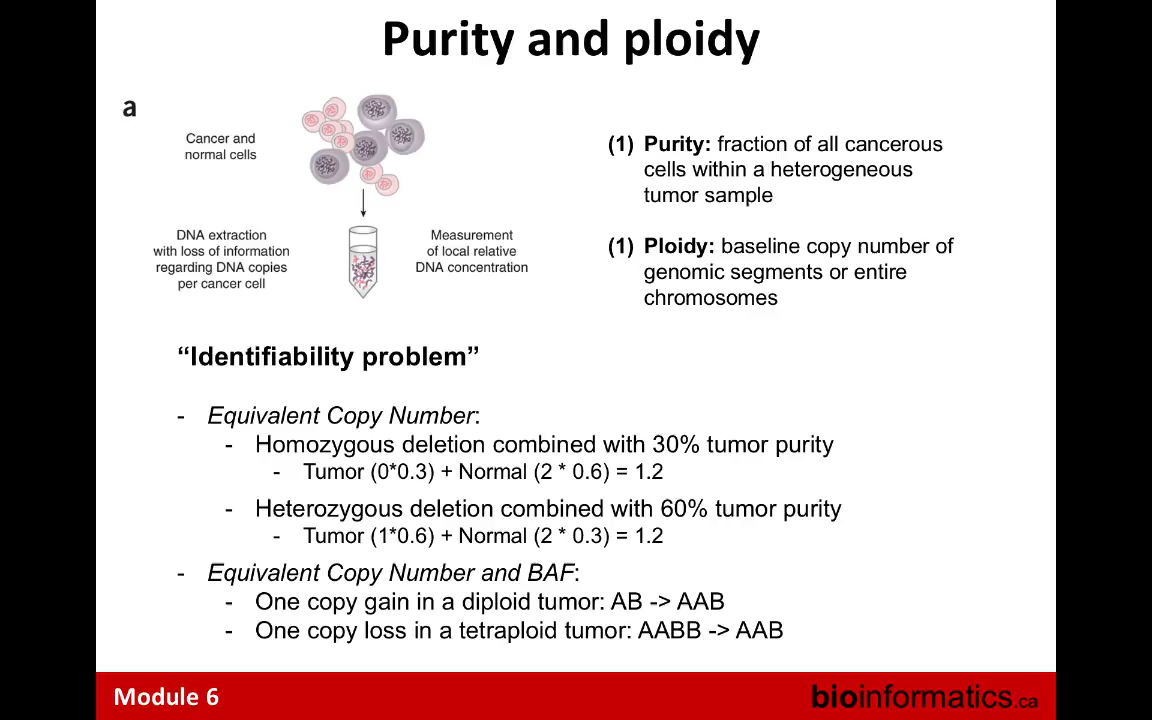 Purity and ploidy
a
Cancer and
normal cells
DNA extraction
with loss of information
regarding DNA copies
per cancer cell
Measurement
of local relative
DNA concentration
(1) Purity: fraction of all cancerous
cells within a heterogeneous
tumor sample
(1) Ploidy: baseline copy number of
genomic segments or entire
chromosomes
“Identifiability problem”
- Equivalent Copy Number:
- Homozygous deletion combined with 30% tumor purity
- Tumor (0*0.3) + Normal (2 * 0.6) = 1.2
- Heterozygous deletion combined with 60% tumor purity
- Tumor (1*0.6) + Normal (2 * 0.3) = 1.2
- Equivalent Copy Number and BAF:
- One copy gain in a diploid tumor: AB -> AAB
- One copy loss in a tetraploid tumor: AABB -> AAB
Module 6
bioinformatics.ca